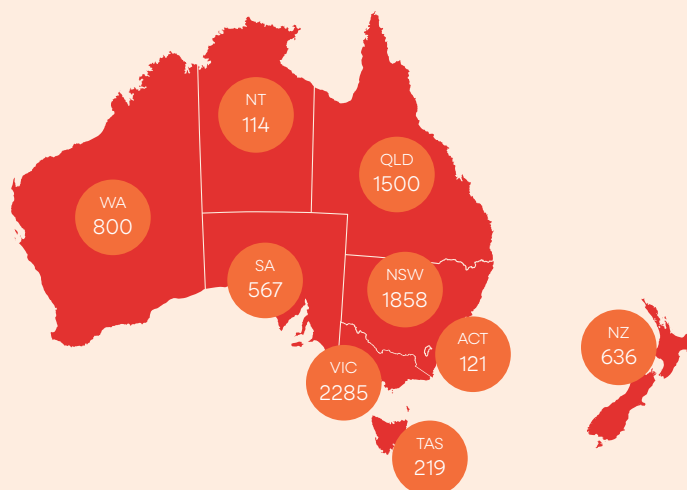 NT
114
QLD
1500
WA
800
SA
567
NSW
1858
ACT
121
NZ
636
VIC
2285
TAS
219